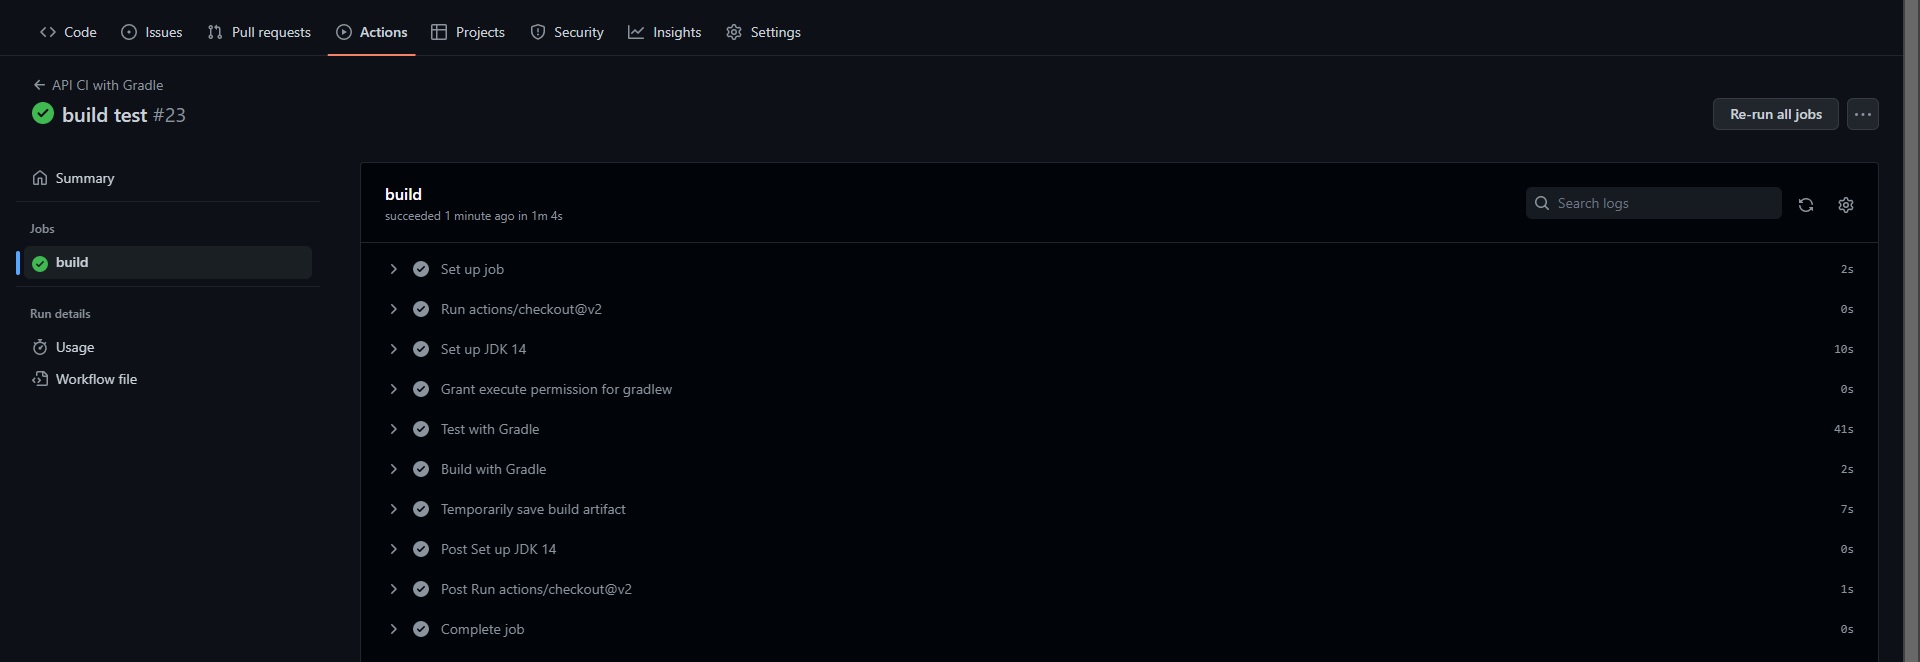 Code Issues Pull requests Actions Projects Security Insights Settings
API CI with Gradle
build test #23
Re-run all jobs
Summary
Jobs
build
Run details
Usage
Workflow file
build
succeeded 1 minute ago in 1m 4s
Search logs
Set up job 2s
Run actions/checkout@v2 0s
Set up JDK 14 10s
Grant execute permission for gradlew 0s
Test with Gradle 41s
Build with Gradle 2s
Temporarily save build artifact 7s
Post Set up JDK 14 0s
Post Run actions/checkout@v2 1s
Complete job 0s